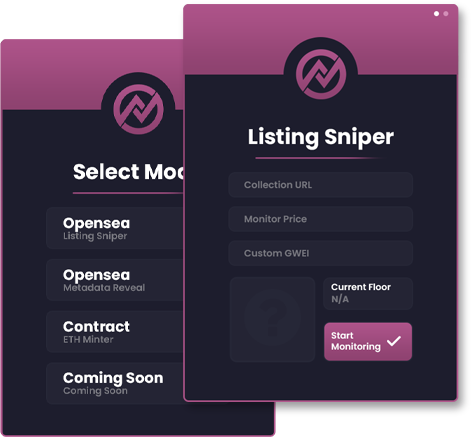 Select Mod
Opensea
Listing Sniper
Opensea
Metadata Reveal
Contract
ETH Minter
Coming Soon
Coming Soon
Listing Sniper
Collection URL
Monitor Price
Custom GWEI
?
Current Floor
N/A
Start
Monitoring